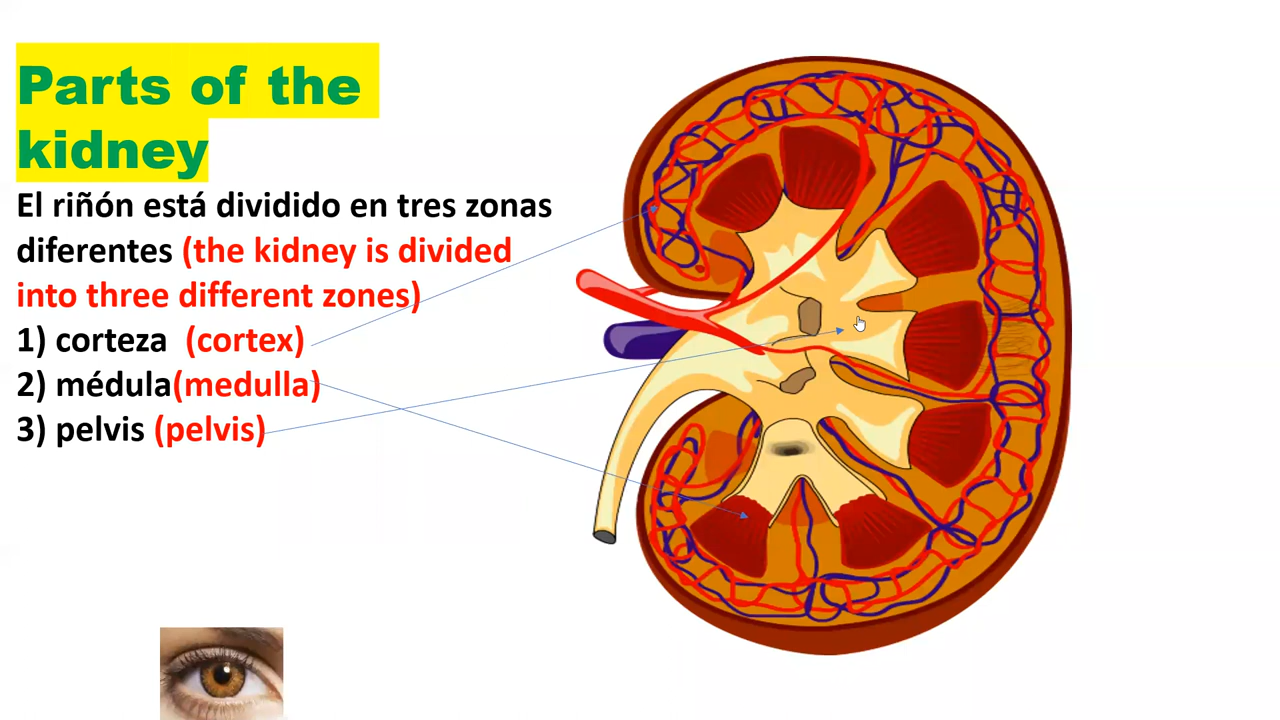 Parts of the
kidney
El riñón está dividido en tres zonas
diferentes (the kidney is divided
into three different zones)
1) corteza (cortex)
2) médula(medulla)
3) pelvis (pelvis)